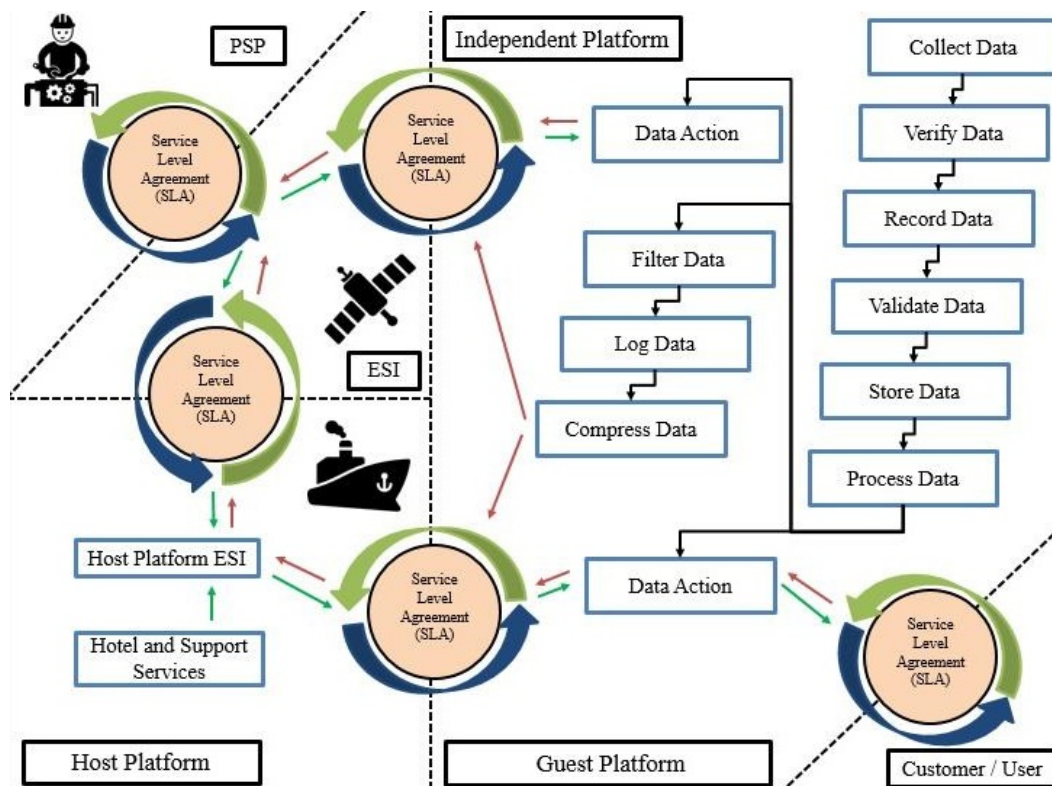 PSP
Independent Platform
Collect Data
Service
Level
Agreement
(SLA)
Service
Level
Agreement
(SLA)
Data Action
Verify Data
Record Data
Filter Data
Validate Data
Log Data
Service
Level
Agreement
(SLA)
ESI
Store Data
Compress Data
Process Data
Host Platform ESI
Service
Level
Agreement
(SLA)
Data Action
Hotel and Support
Services
Service
Level
Agreement
(SLA)
Host Platform
Guest Platform
Customer / User